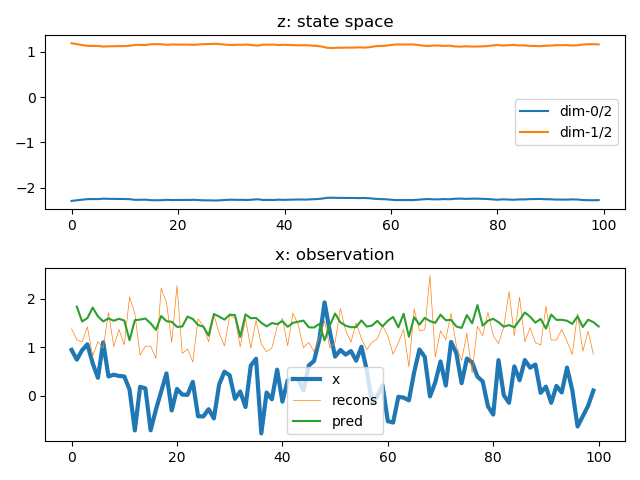 z: state space
1
0
−1
−2
dim-0/2
dim-1/2
0 20 40 60 80 100
x: observation
2
1
0
x
recons
pred
0 20 40 60 80 100